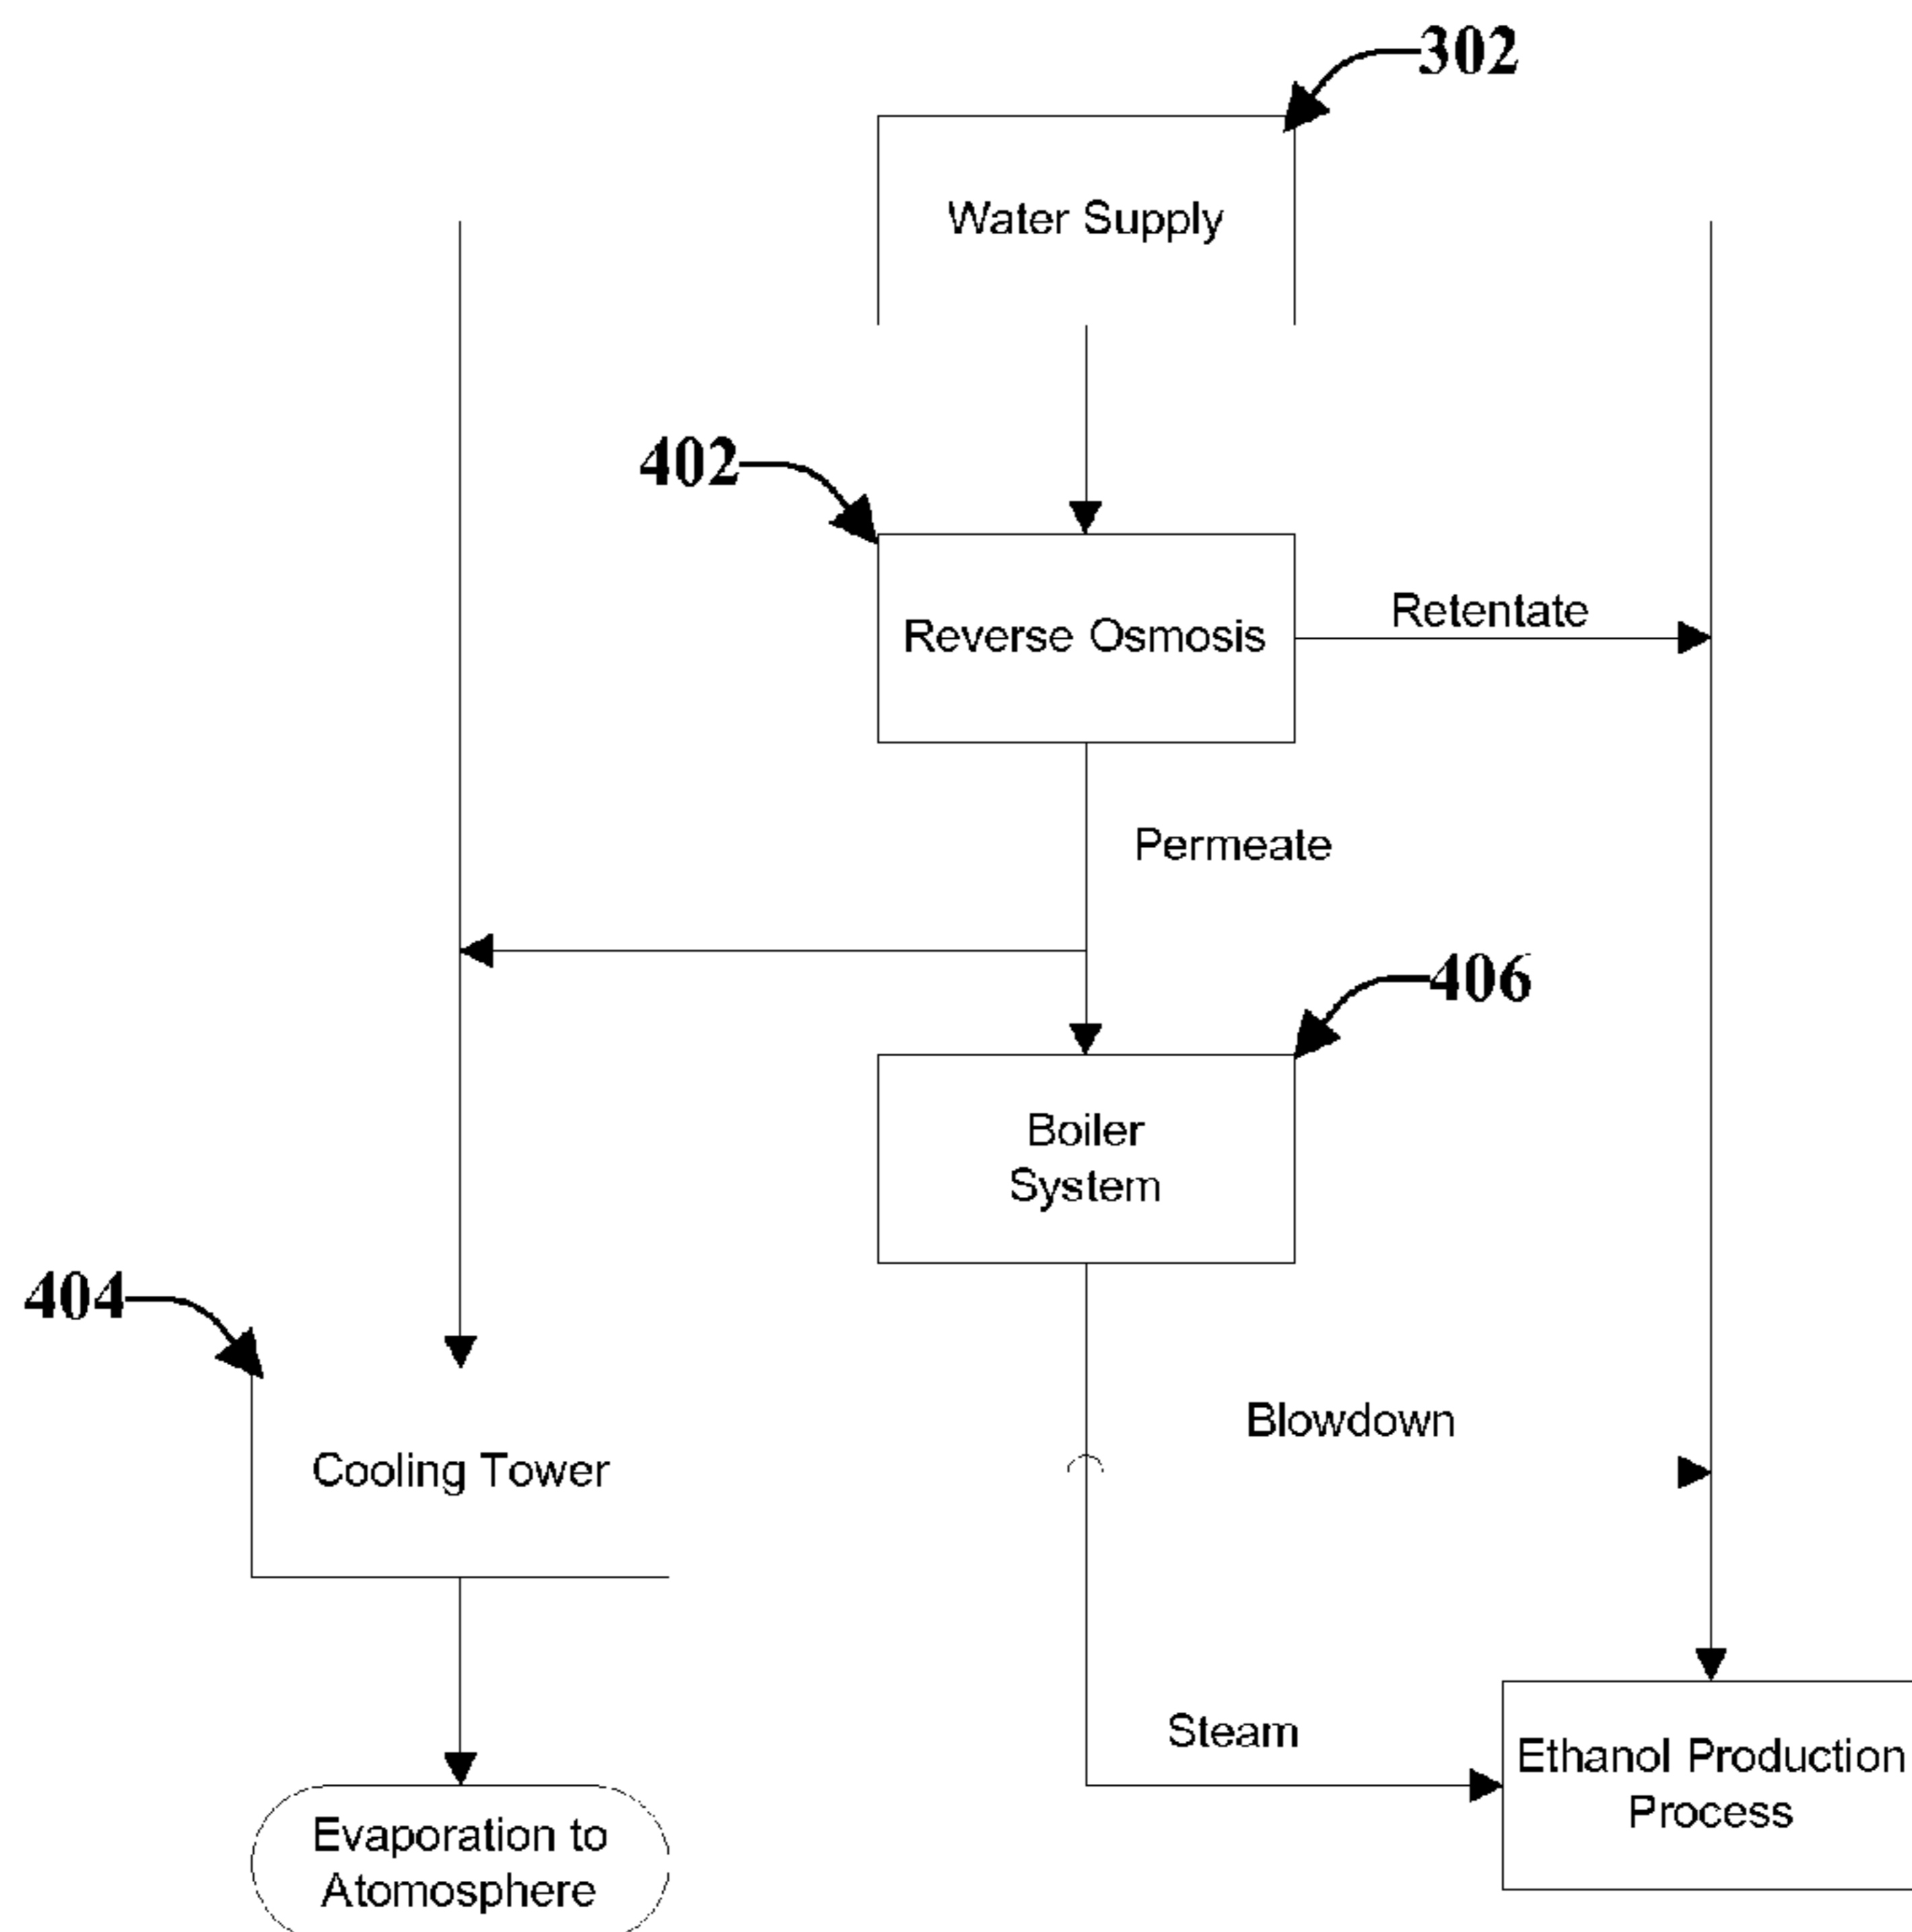 302
Water Supply
402
Reverse Osmosis
Retentate
Permeate
406
Boiler
System
404
Cooling Tower
Blowdown
Steam
Ethanol Production
Process
Evaporation to
Atomosphere